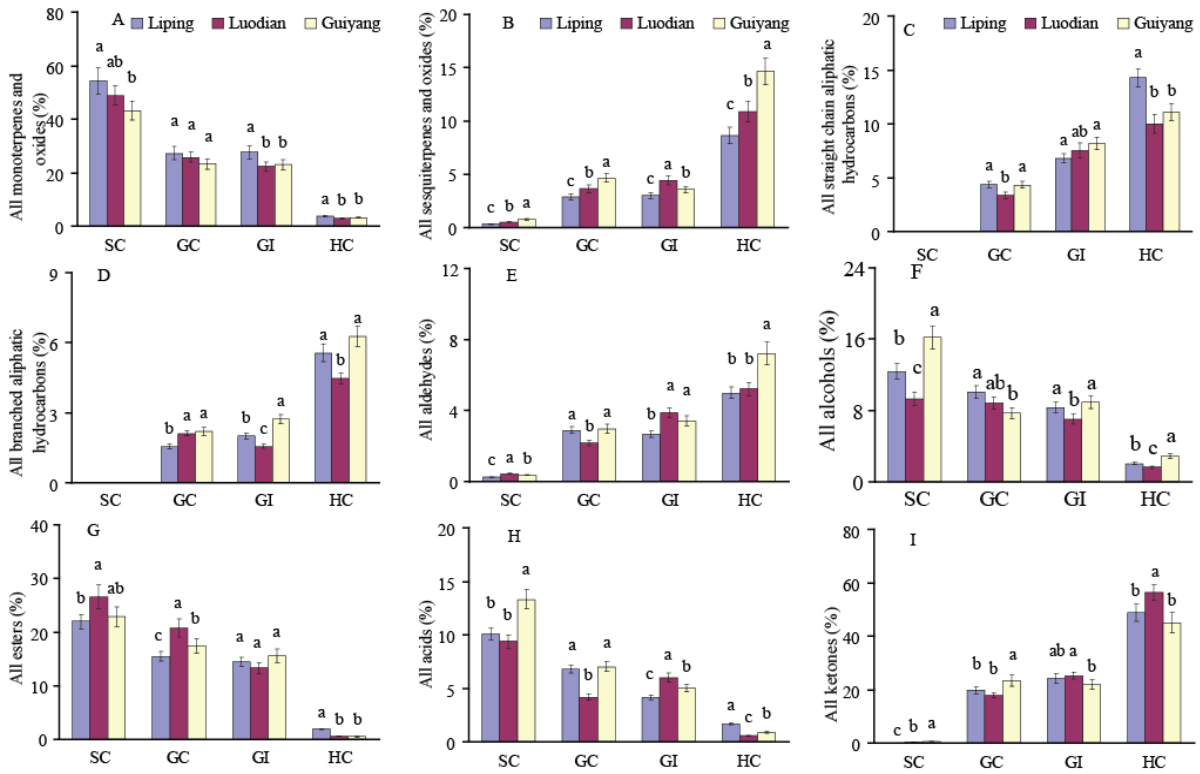 A
Liping Luodian Guiyang
All monoterpenes and
oxides (%)
80
60
40
20
0
a ab b
a a a
a b b
a b b
SC GC GI HC
B
Liping Luodian Guiyang
All sesquiterpenes and oxides (%)
20
15
10
5
0
c b a
c b a
c a b
c b a
SC GC GI HC
C
Liping Luodian Guiyang
All straight chain aliphatic
hydrocarbons (%)
20
15
10
5
0
a b a
a ab a
a b b
SC GC GI HC
D
All branched aliphatic
hydrocarbons (%)
9
6
3
0
b a a
b c a
a b a
SC GC GI HC
E
All aldehydes (%)
12
8
4
0
c a b
a b a
b a a
b b a
SC GC GI HC
F
All alcohols (%)
24
16
8
0
b c a
a ab b
a b a
b c a
SC GC GI HC
G
All esters (%)
40
30
20
10
0
b a ab
c a b
a a a
a b b
SC GC GI HC
H
All acids (%)
20
15
10
5
0
b b a
a b a
c a b
a c b
SC GC GI HC
I
All ketones (%)
80
60
40
20
0
c b a
b b a
ab a b
b a b
SC GC GI HC